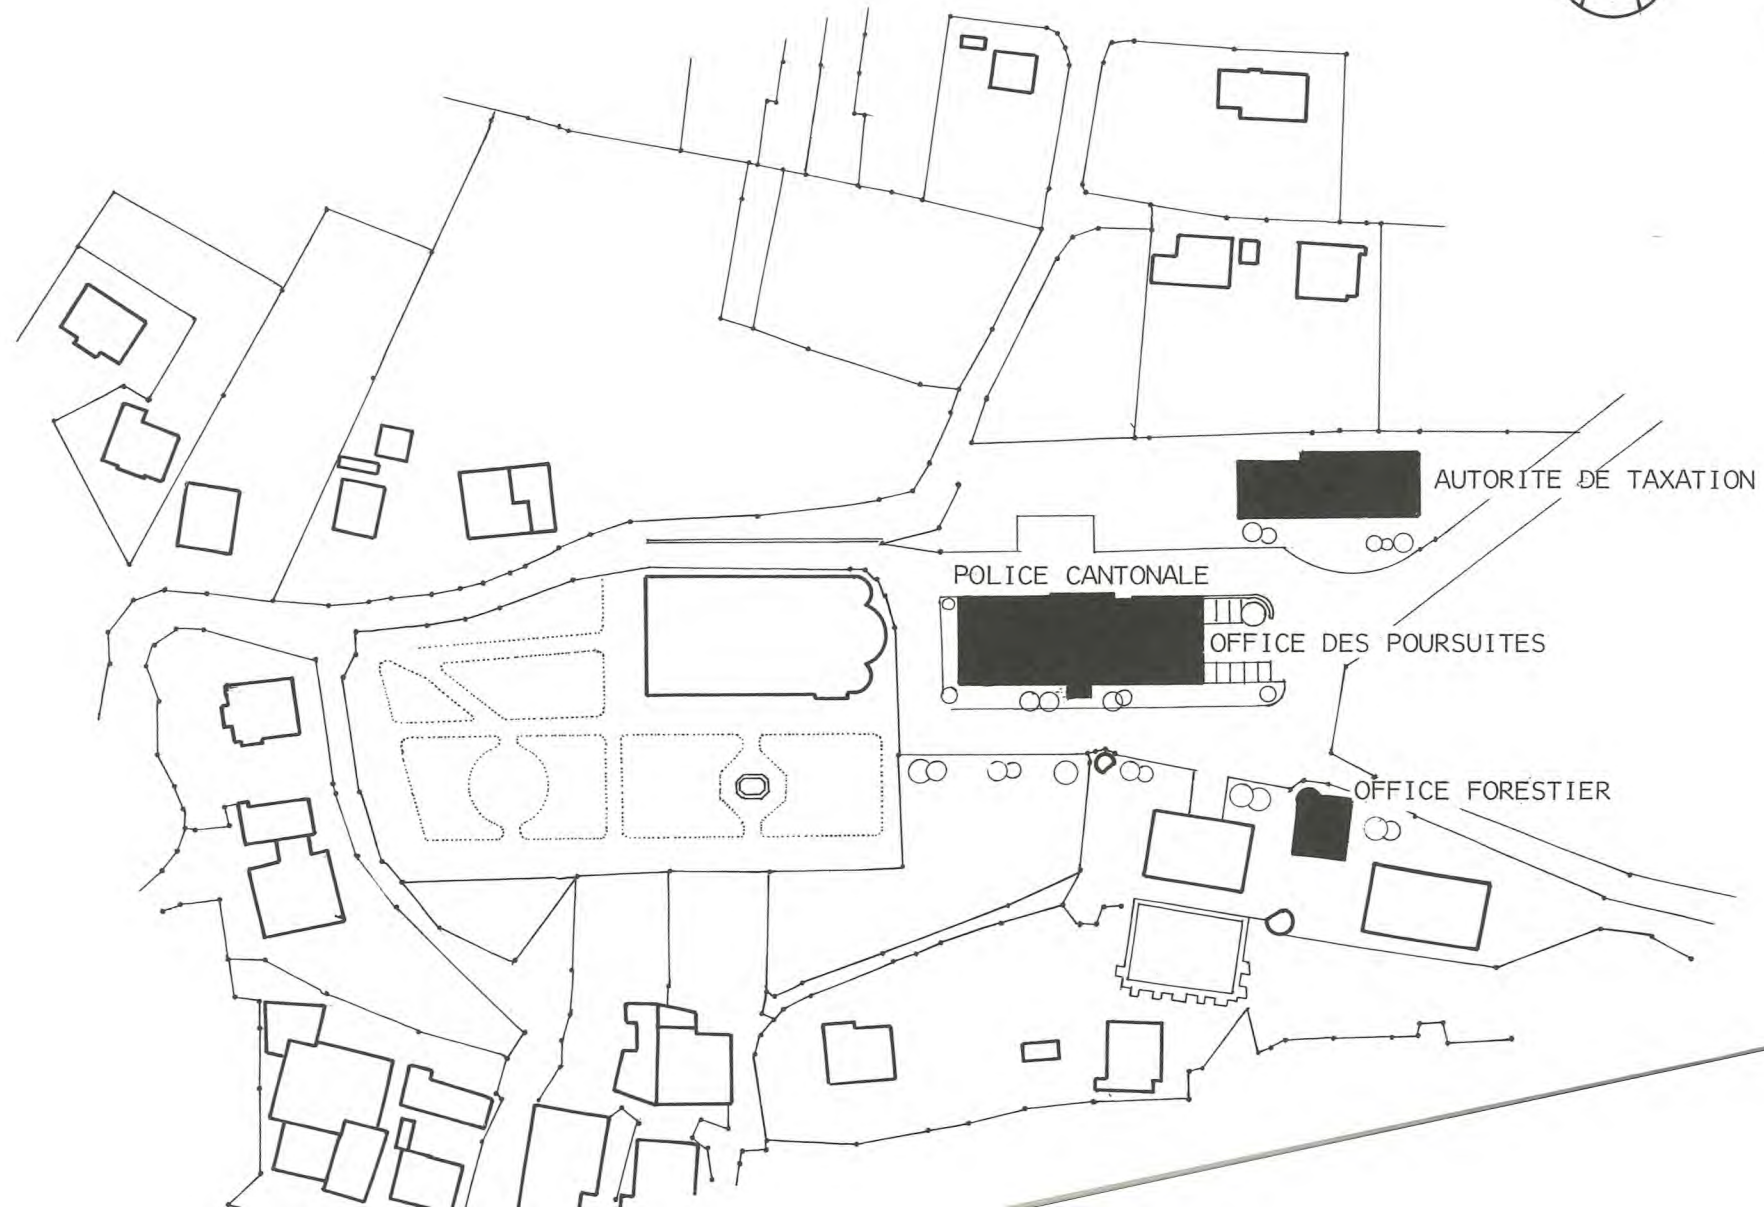 AUTORITE DE TAXATION
POLICE CANTONALE
OFFICE DES POURSUITES
OFFICE FORESTIER